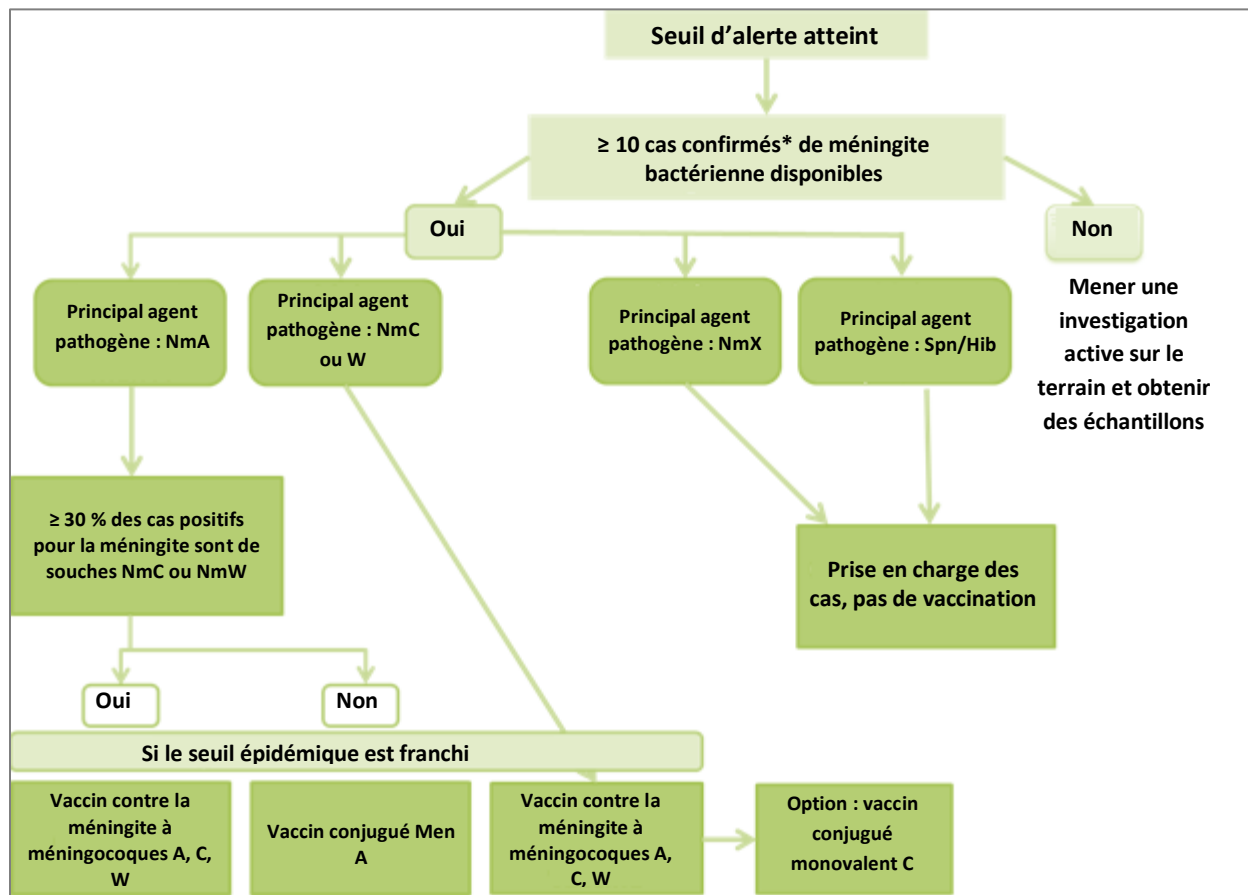 Seuil d’alerte atteint
≥ 10 cas confirmés* de méningite
bactérienne disponibles
Oui
Non
Principal agent
pathogène : NmA
Principal agent
pathogène : NmC
ou W
Principal agent
pathogène : NmX
Principal agent
pathogène : Spn/Hib
Mener une
investigation
active sur le
terrain et obtenir
des échantillons
≥ 30 % des cas positifs
pour la méningite sont de
souches NmC ou NmW
Prise en charge des
cas, pas de vaccination
Oui
Non
Si le seuil épidémique est franchi
Vaccin contre la
méningite à
méningocoques A, C,
W
Vaccin conjugué Men
A
Vaccin contre la
méningite à
méningocoques A,
C, W
Option : vaccin
conjugué
monovalent C